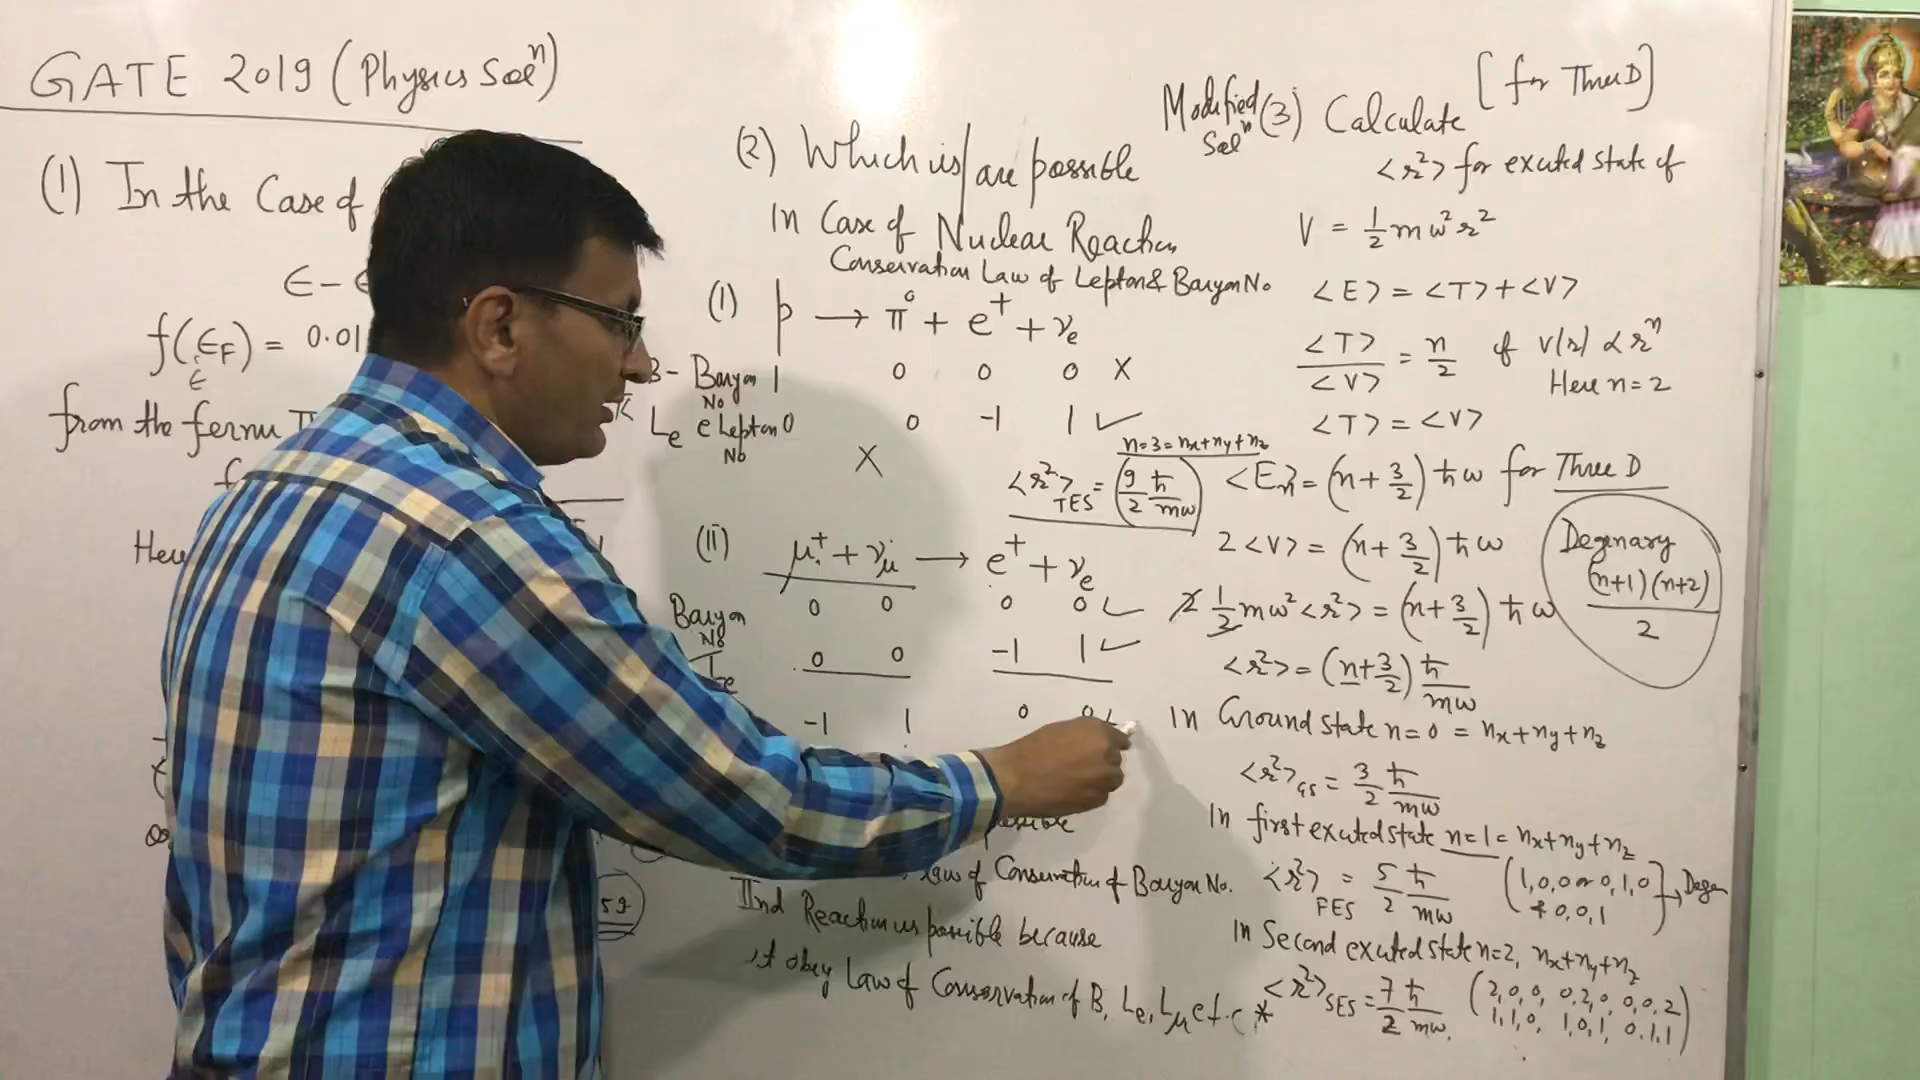 GATE 2019 (Physics Solⁿ)
(1) In the Case of
ϵ -
f(ϵF) = 0.01
ϵ
from the fermi
Here
(2) Which is/are possible
In Case of Nuclear Reaction
Conservation Law of Lepton & Baryon No
(I) p → π⁰ + e⁺ + νe
B - Baryon No 1 0 0 0 X
Le e Lepton No 0 0 -1 1 ✓
X
(II) μ⁺ + νμ → e⁺ + νe
Baryon No 0 0 0 0 ✓
Le 0 0 -1 1 ✓
-1 1 0 0
possible
law of Conservation of Baryon No.
IInd Reaction is possible because
it obey Law of Conservation of B, Le, Lμ etc
59
Modified Solⁿ (3) Calculate [for Three D]
<r²> for excited state of
V = 1/2 mω²r²
<E> = <T> + <V>
<T>/<V> = n/2 if V(r) ∝ rⁿ
Here n = 2
<T> = <V>
<En> = (n + 3/2) ħω for Three D
2<V> = (n + 3/2) ħω
2 1/2 mω² <r²> = (n + 3/2) ħω
<r²> = (n + 3/2) ħ/mω
Degenary
(n+1)(n+2)/2
In Ground state n = 0 = nx + ny + nz
<r²>GS = 3/2 ħ/mω
In first excited state n = 1 = nx + ny + nz
<r²>FES = 5/2 ħ/mω (1,0,0 or 0,1,0
+ 0,0,1] → Degen
In Second excited state n=2, nx+ny+nz
* <r²>SES = 7/2 ħ/mω. (2,0,0, 0,2,0, 0,0,2
1,1,0, 1,0,1, 0,1,1)
n=3=nx+ny+nz
<r²>TES = (9/2 ħ/mω)